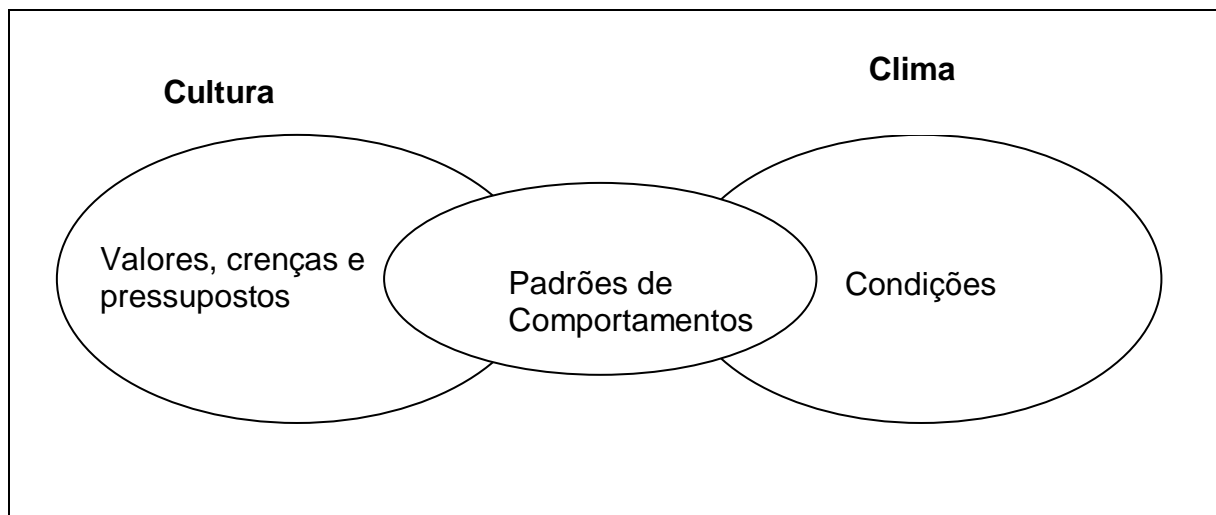 Cultura
Clima
Valores, crenças e
pressupostos
Padrões de
Comportamentos
Condições